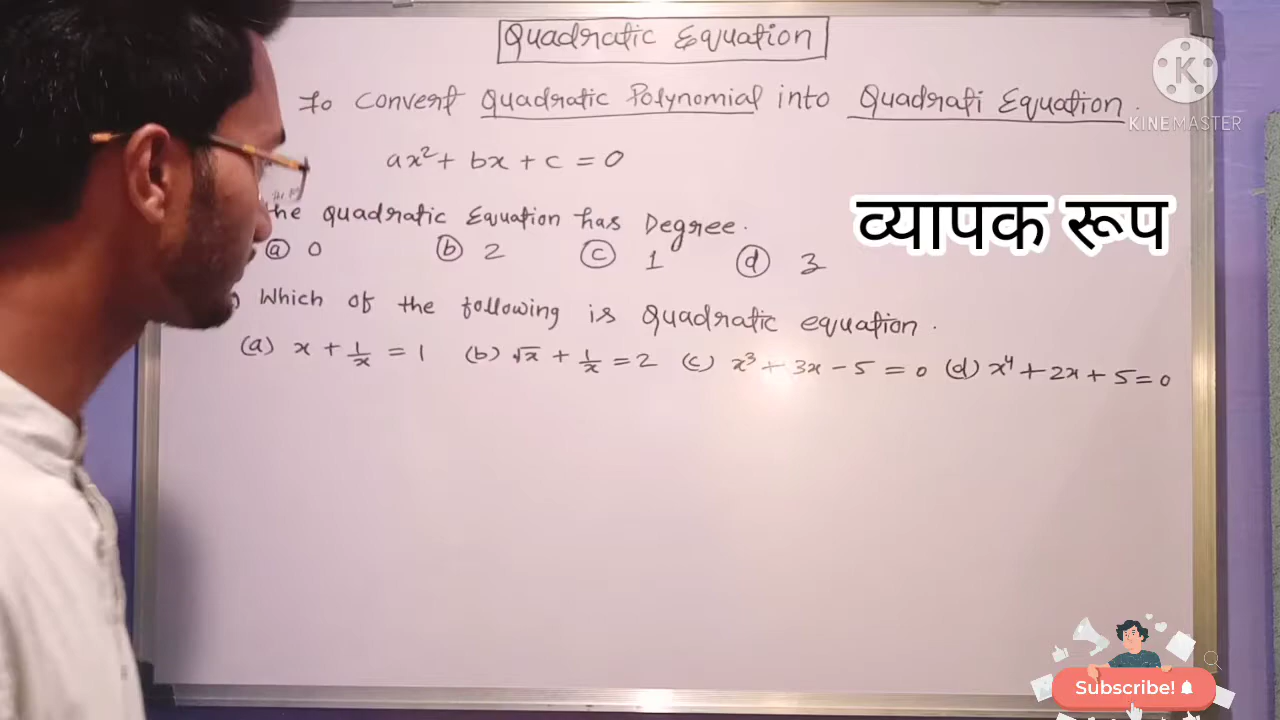 Quadratic Equation
To convert Quadratic Polynomial into Quadrati Equation.
KINEMASTER
ax² + bx + c = 0
the quadratic Equation has Degree.
व्यापक रूप
(a) 0 (b) 2 (c) 1 (d) 3
Which of the following is Quadratic equation.
(a) x + 1/x = 1 (b) √x + 1/x = 2 (c) x³ + 3x - 5 = 0 (d) x⁴ + 2x + 5 = 0
Subscribe!